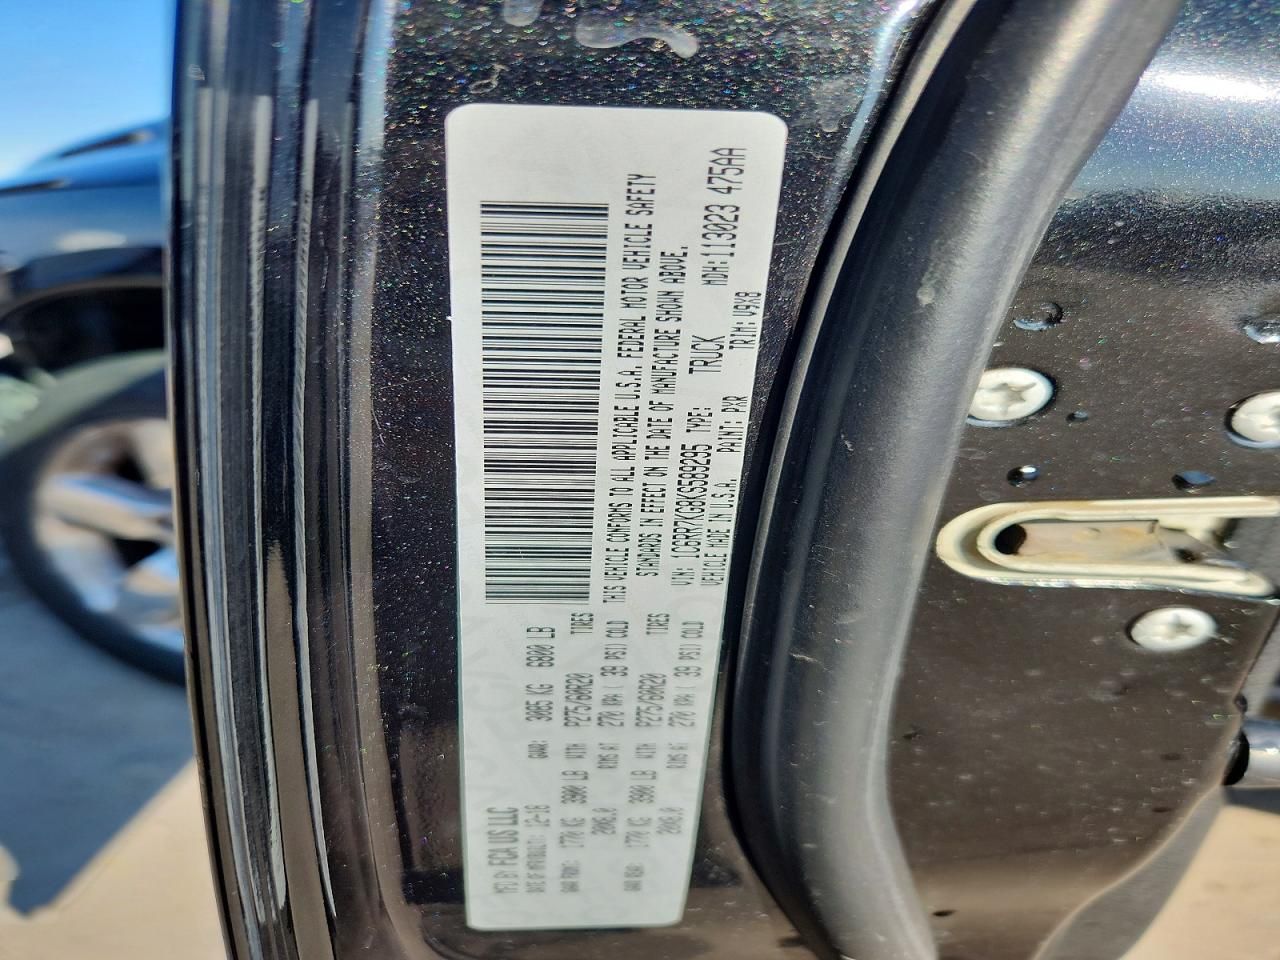 MFD BY: FCA US LLC
DATE OF MFR(BUILT): 12-18 GVWR: 3085 KG 6800 LB
GAWR FRONT: 1770 KG 3900 LB WITH P275/60R20 TIRES
20X8.0 RIMS AT 270 KPA ( 39 PSI) COLD
GAWR REAR: 1770 KG 3900 LB WITH P275/60R20 TIRES
20X8.0 RIMS AT 270 KPA ( 39 PSI) COLD
THIS VEHICLE CONFORMS TO ALL APPLICABLE U.S.A. FEDERAL MOTOR VEHICLE SAFETY
STANDARDS IN EFFECT ON THE DATE OF MANUFACTURE SHOWN ABOVE.
VIN: 1C6RR7KG8KS589295 TYPE: TRUCK MDH:113023 475AA
VEHICLE MADE IN U.S.A. PAINT: PXR TRIM: V9X8